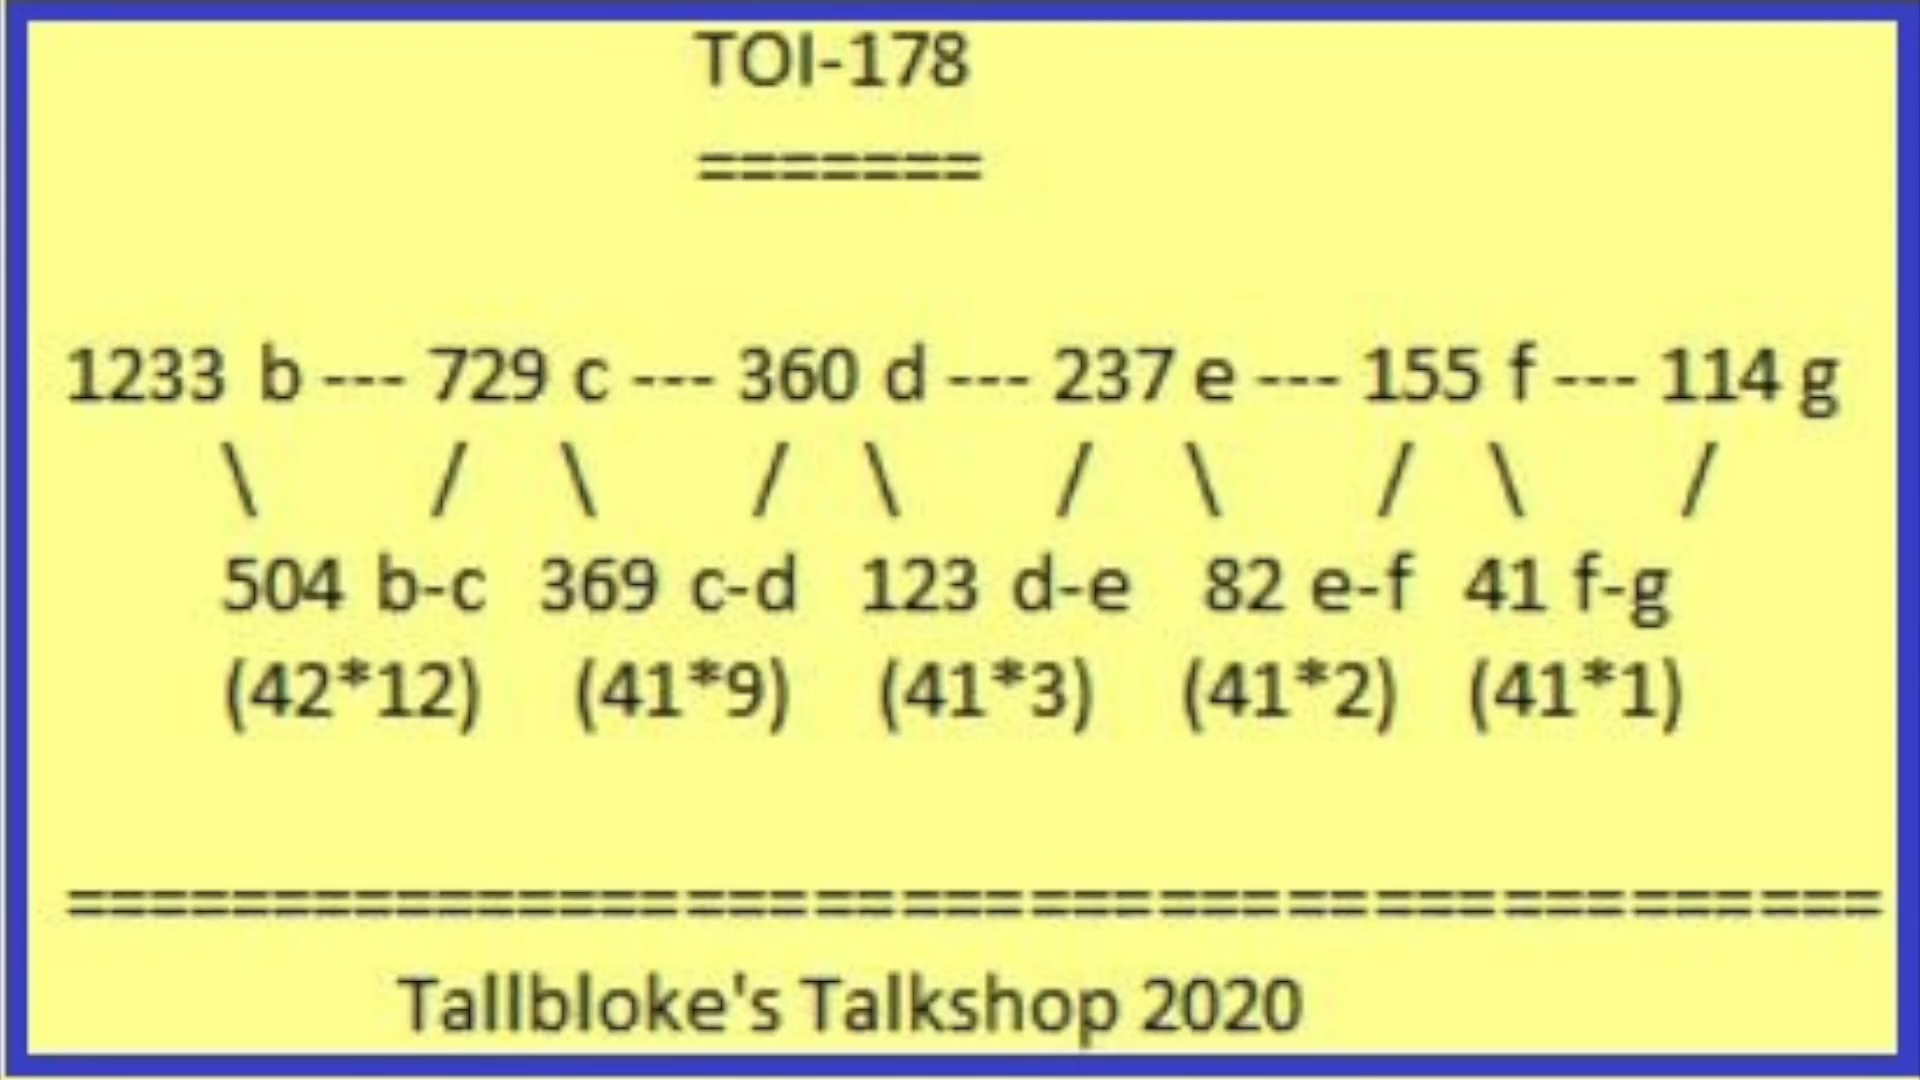 TOI-178
=======
1233 b --- 729 c --- 360 d --- 237 e --- 155 f --- 114 g
\ / \ / \ / \ / \ /
504 b-c 369 c-d 123 d-e 82 e-f 41 f-g
(42*12) (41*9) (41*3) (41*2) (41*1)
==========================================
Tallbloke's Talkshop 2020